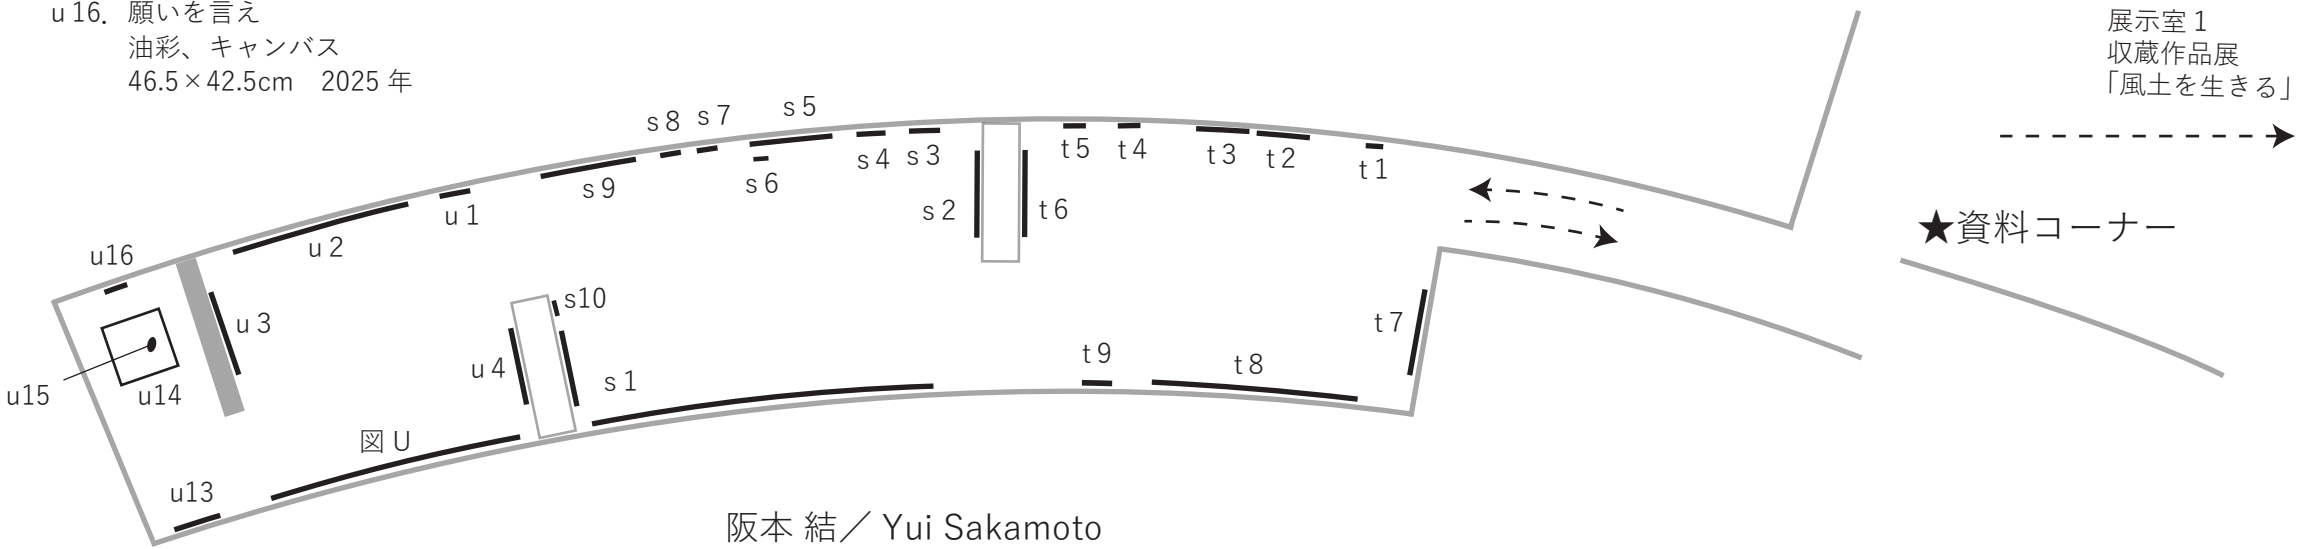 u 16．願いを言え
油彩、キャンバス
46.5×42.5cm　2025 年
展示室 1
収蔵作品展
「風土を生きる」
s 5
s 8
s 7
s 4
s 3
t 5
t 4
t 3
t 2
t 1
s 6
s 9
u 1
s 2
t 6
u 2
★資料コーナー
u16
s10
u 3
t 7
t 9
t 8
u 4
s 1
u15
u14
図 U
u13
阪本 結／ Yui Sakamoto